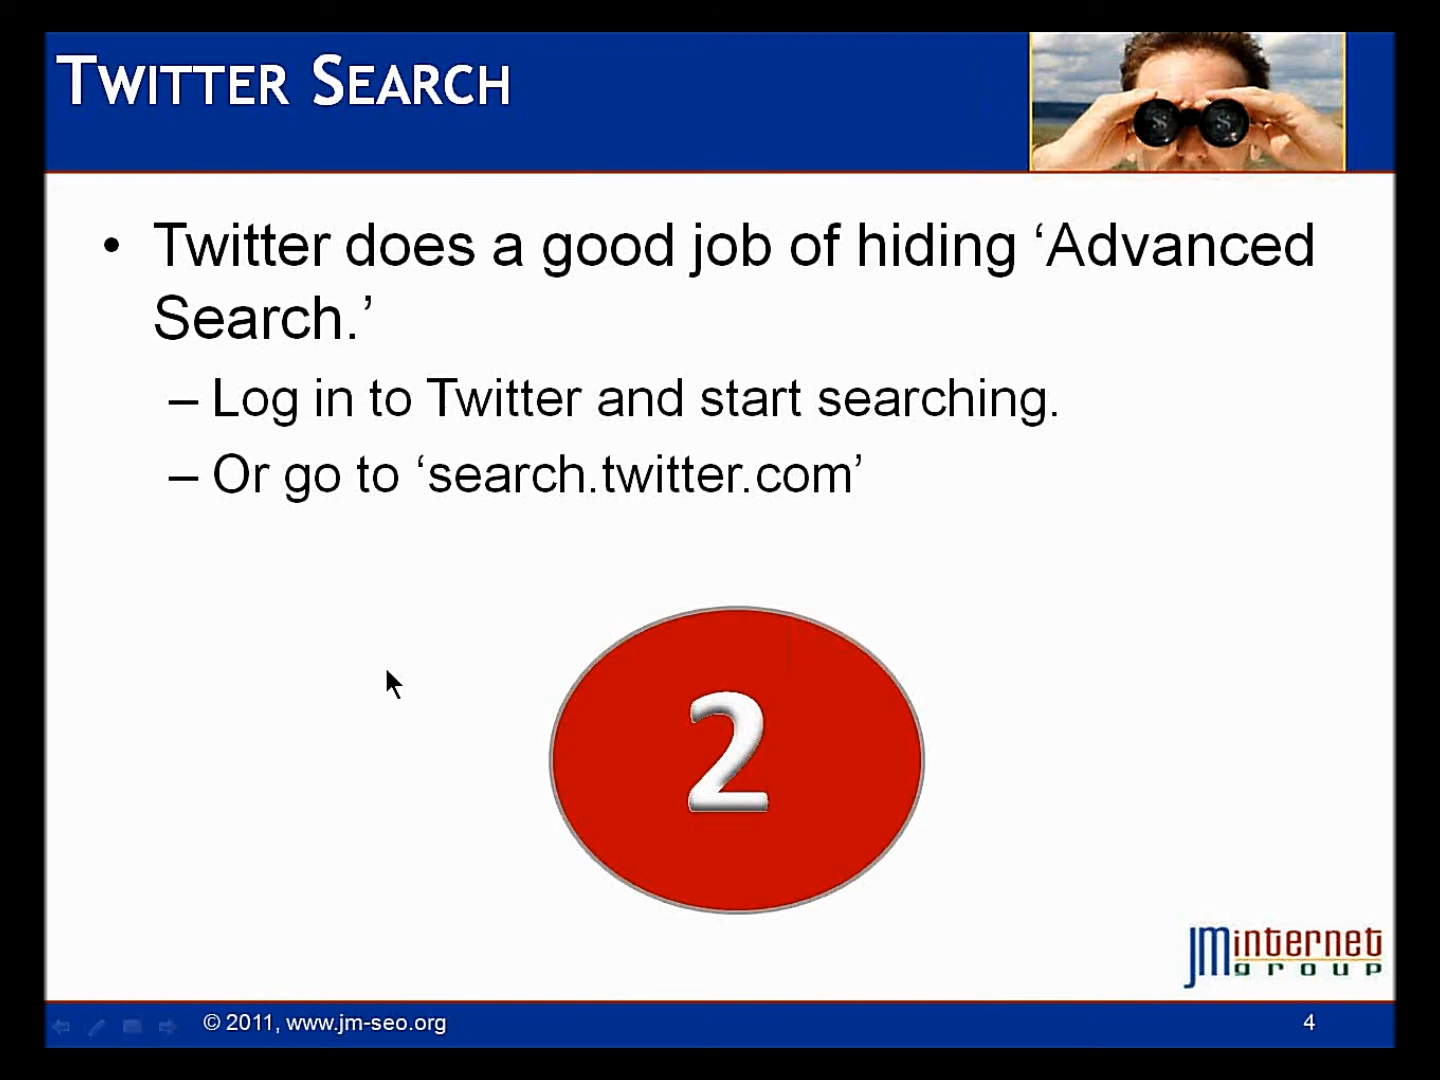 TWITTER SEARCH
• Twitter does a good job of hiding ‘Advanced
Search.’
– Log in to Twitter and start searching.
– Or go to ‘search.twitter.com’
2
JMinternet
group
© 2011, www.jm-seo.org
4